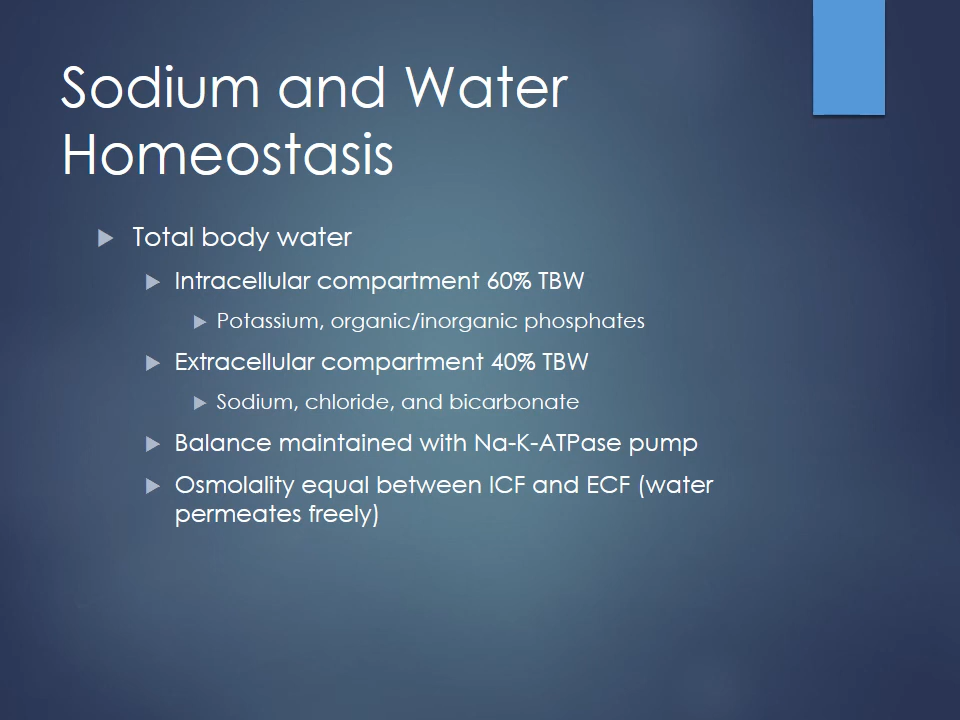 Sodium and Water
Homeostasis
Total body water
Intracellular compartment 60% TBW
Potassium, organic/inorganic phosphates
Extracellular compartment 40% TBW
Sodium, chloride, and bicarbonate
Balance maintained with Na-K-ATPase pump
Osmolality equal between ICF and ECF (water
permeates freely)